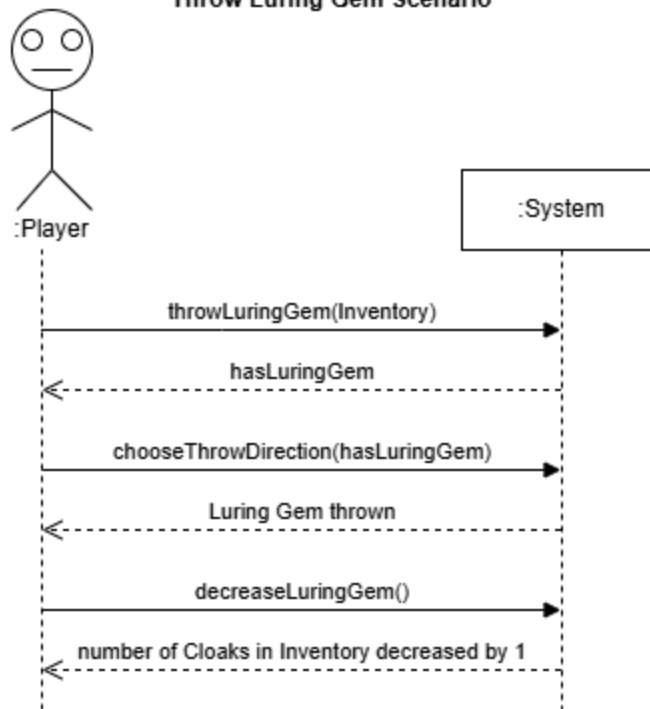 Throw Luring Gem scenario
:Player
:System
throwLuringGem(Inventory)
hasLuringGem
chooseThrowDirection(hasLuringGem)
Luring Gem thrown
decreaseLuringGem()
number of Cloaks in Inventory decreased by 1